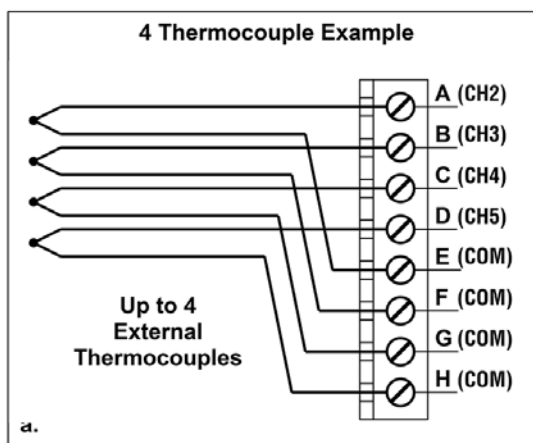 4 Thermocouple Example
A (CH2)
B (CH3)
C (CH4)
D (CH5)
E (COM)
F (COM)
G (COM)
H (COM)
Up to 4
External
Thermocouples
a.